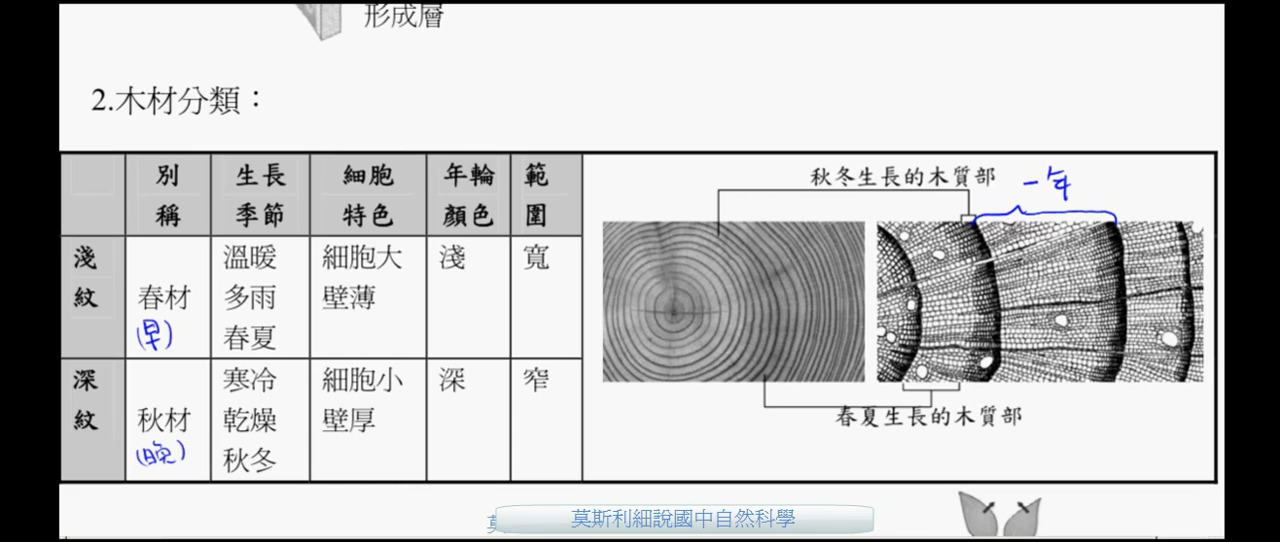 形成層
2.木材分類：
別稱 生長季節 細胞特色 年輪顏色 範圍
淺紋 春材(早) 溫暖多雨春夏 細胞大壁薄 淺 寬
深紋 秋材(晚) 寒冷乾燥秋冬 細胞小壁厚 深 窄
秋冬生長的木質部
一年
春夏生長的木質部
莫斯利細說國中自然科學